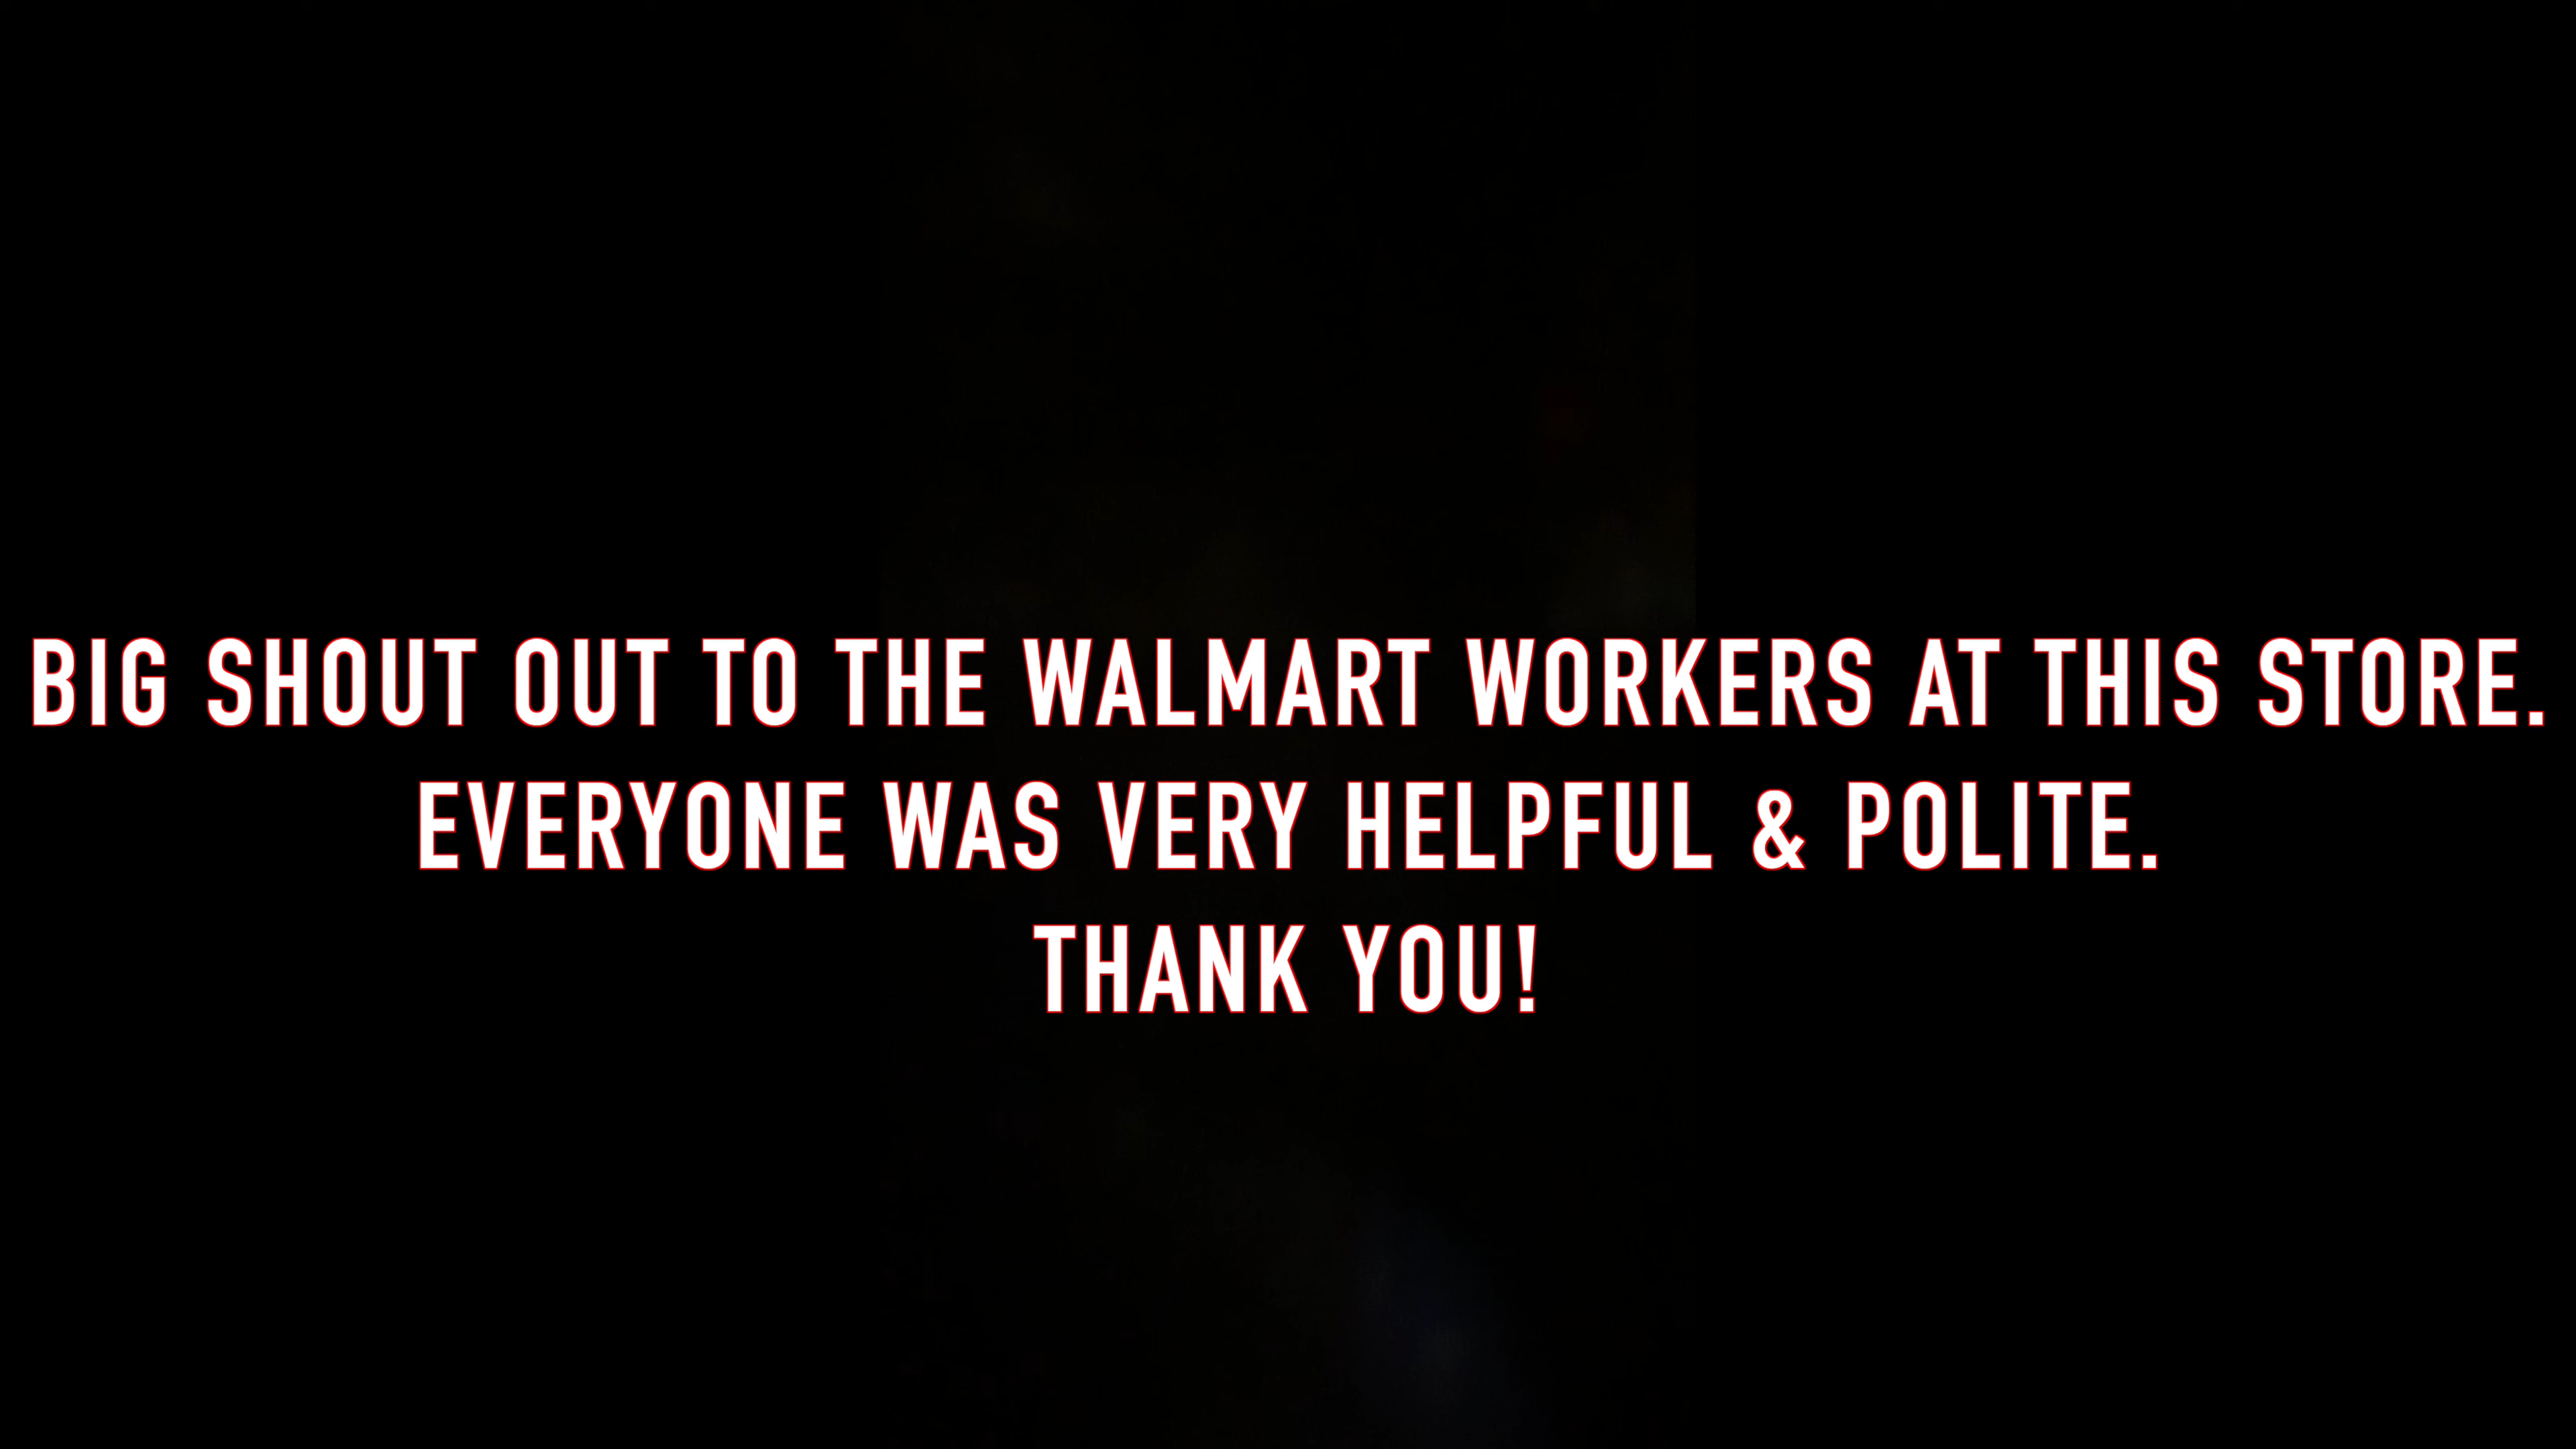 BIG SHOUT OUT TO THE WALMART WORKERS AT THIS STORE.
EVERYONE WAS VERY HELPFUL & POLITE.
THANK YOU!